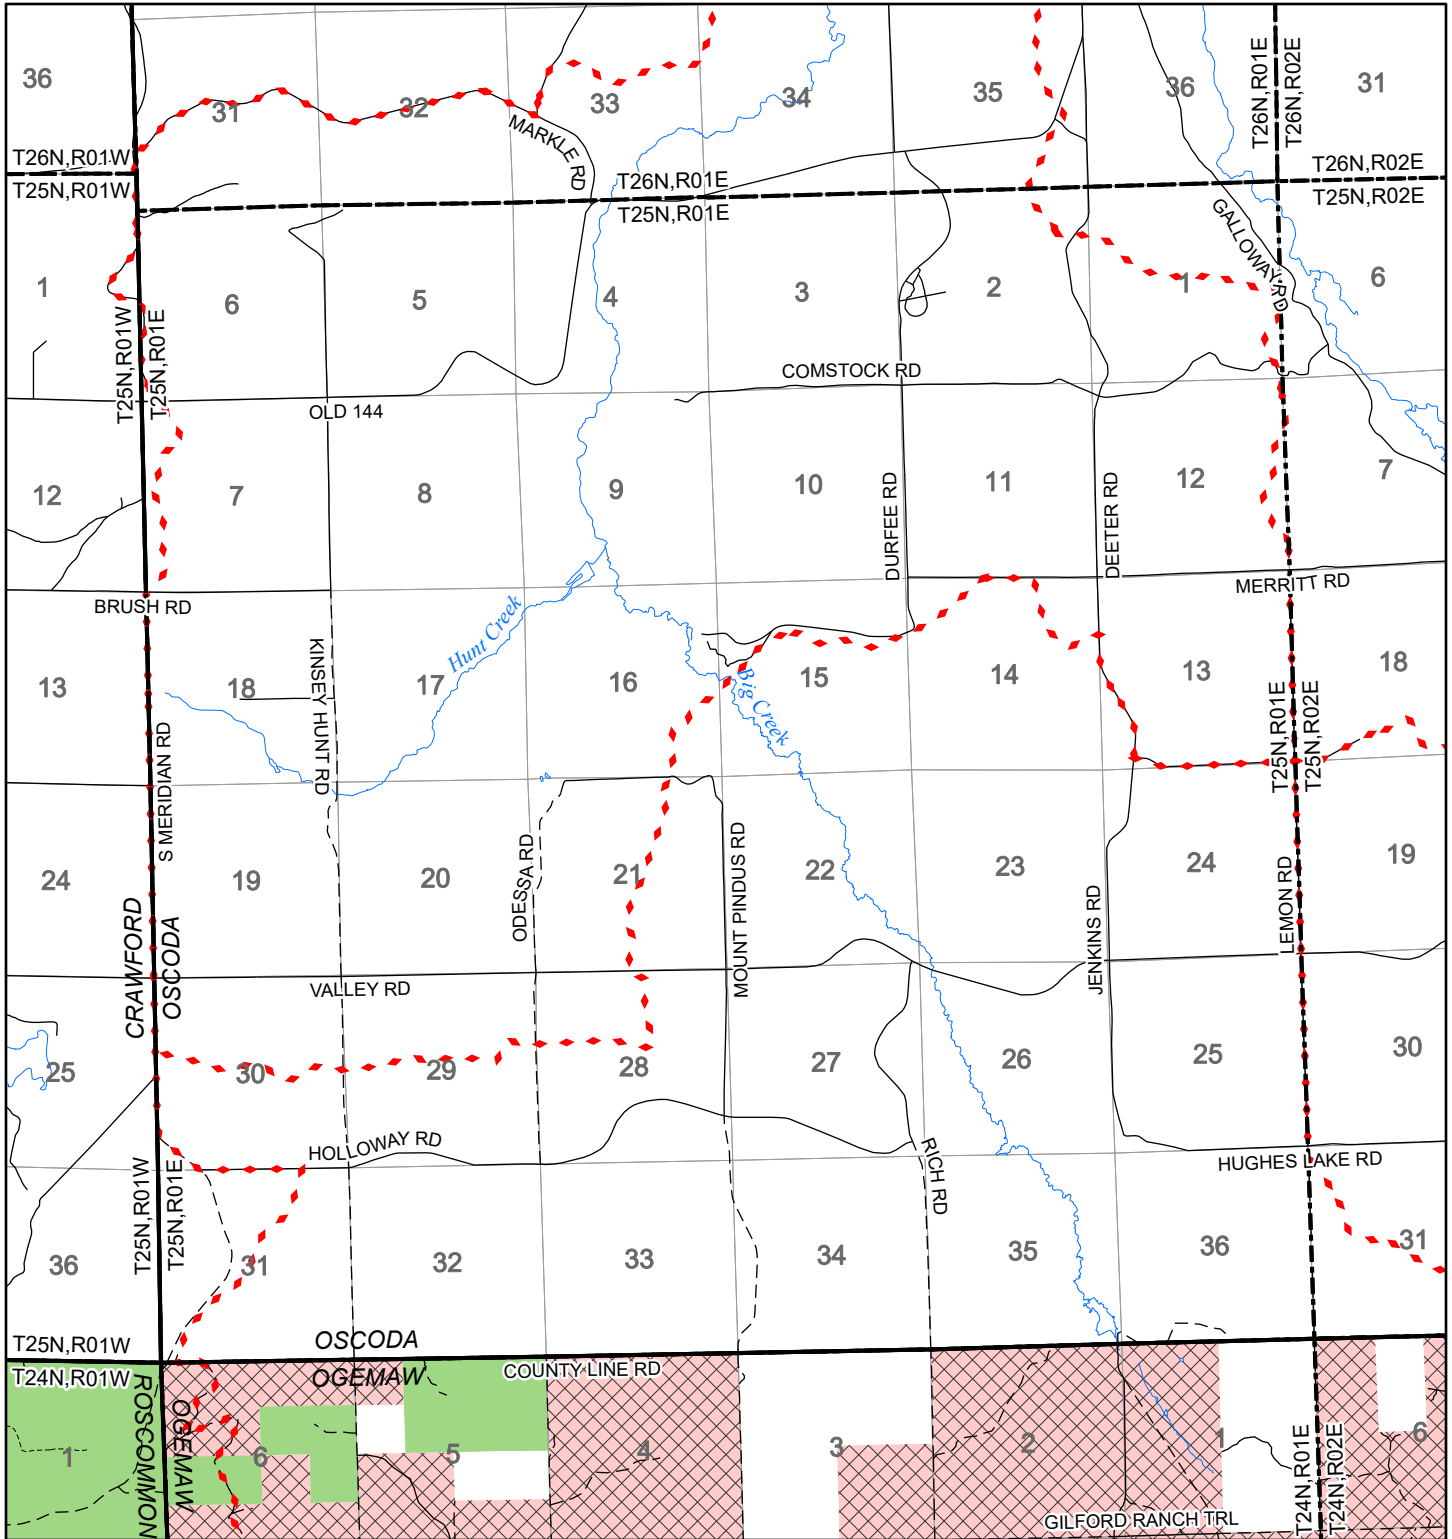 36
31
32
33
34
35
36
31
T26N,R01E
T26N,R02E
MARKLE RD
T26N,R01W
T25N,R01W
T26N,R01E
T25N,R01E
T26N,R02E
T25N,R02E
GALLOWAY RD
1
6
5
4
3
2
1
6
T25N,R01W
T25N,R01E
COMSTOCK RD
OLD 144
12
7
8
9
10
11
12
7
DURFEE RD
DEETER RD
MERRITT RD
BRUSH RD
Hunt Creek
KINSEY HUNT RD
13
18
17
16
15
14
13
18
Big Creek
S MERIDIAN RD
T25N,R01E
T25N,R02E
ODESSA RD
MOUNT PINDUS RD
24
19
20
21
22
23
24
19
JENKINS RD
LEMON RD
CRAWFORD
OSCODA
VALLEY RD
25
30
29
28
27
26
25
30
HOLLOWAY RD
RICH RD
HUGHES LAKE RD
T25N,R01W
T25N,R01E
36
31
32
33
34
35
36
31
T25N,R01W
T24N,R01W
OSCODA
OGEMAW
COUNTY LINE RD
ROSCOMMON
OGEMAW
1
6
5
4
3
2
1
6
T24N,R01E
T24N,R02E
GILFORD RANCH TRL